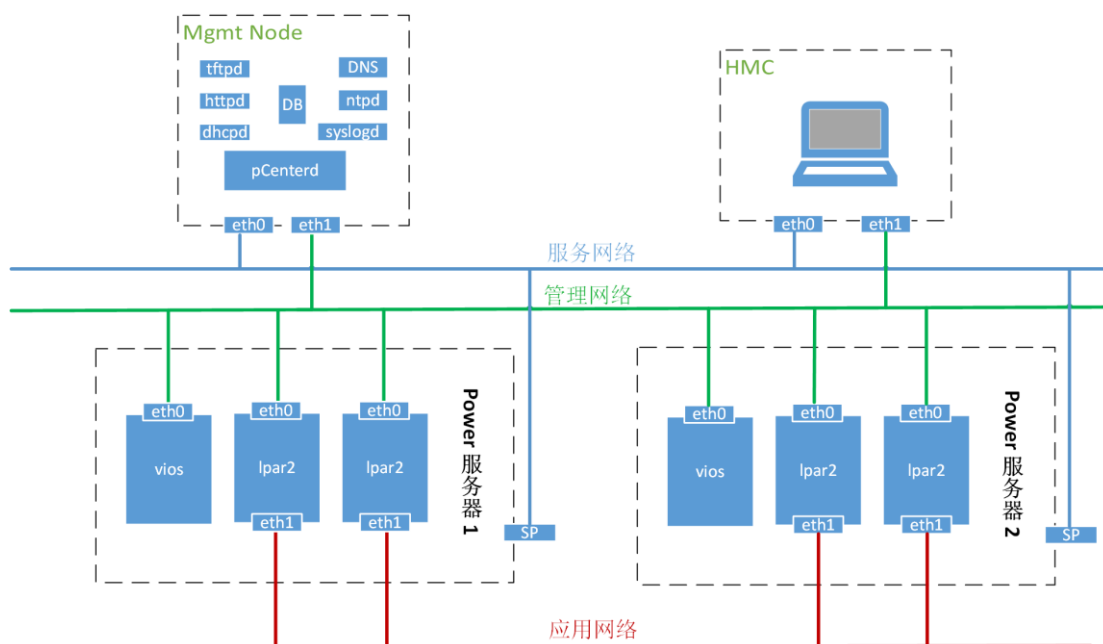 Mgmt Node
tftpd
DNS
httpd
DB
ntpd
dhcpd
syslogd
pCenterd
eth0
eth1
HMC
eth0
eth1
服务网络
管理网络
eth0
eth0
eth0
vios
lpar2
lpar2
eth1
eth1
Power 服务器 1
SP
eth0
eth0
eth0
vios
lpar2
lpar2
eth1
eth1
Power 服务器 2
SP
应用网络